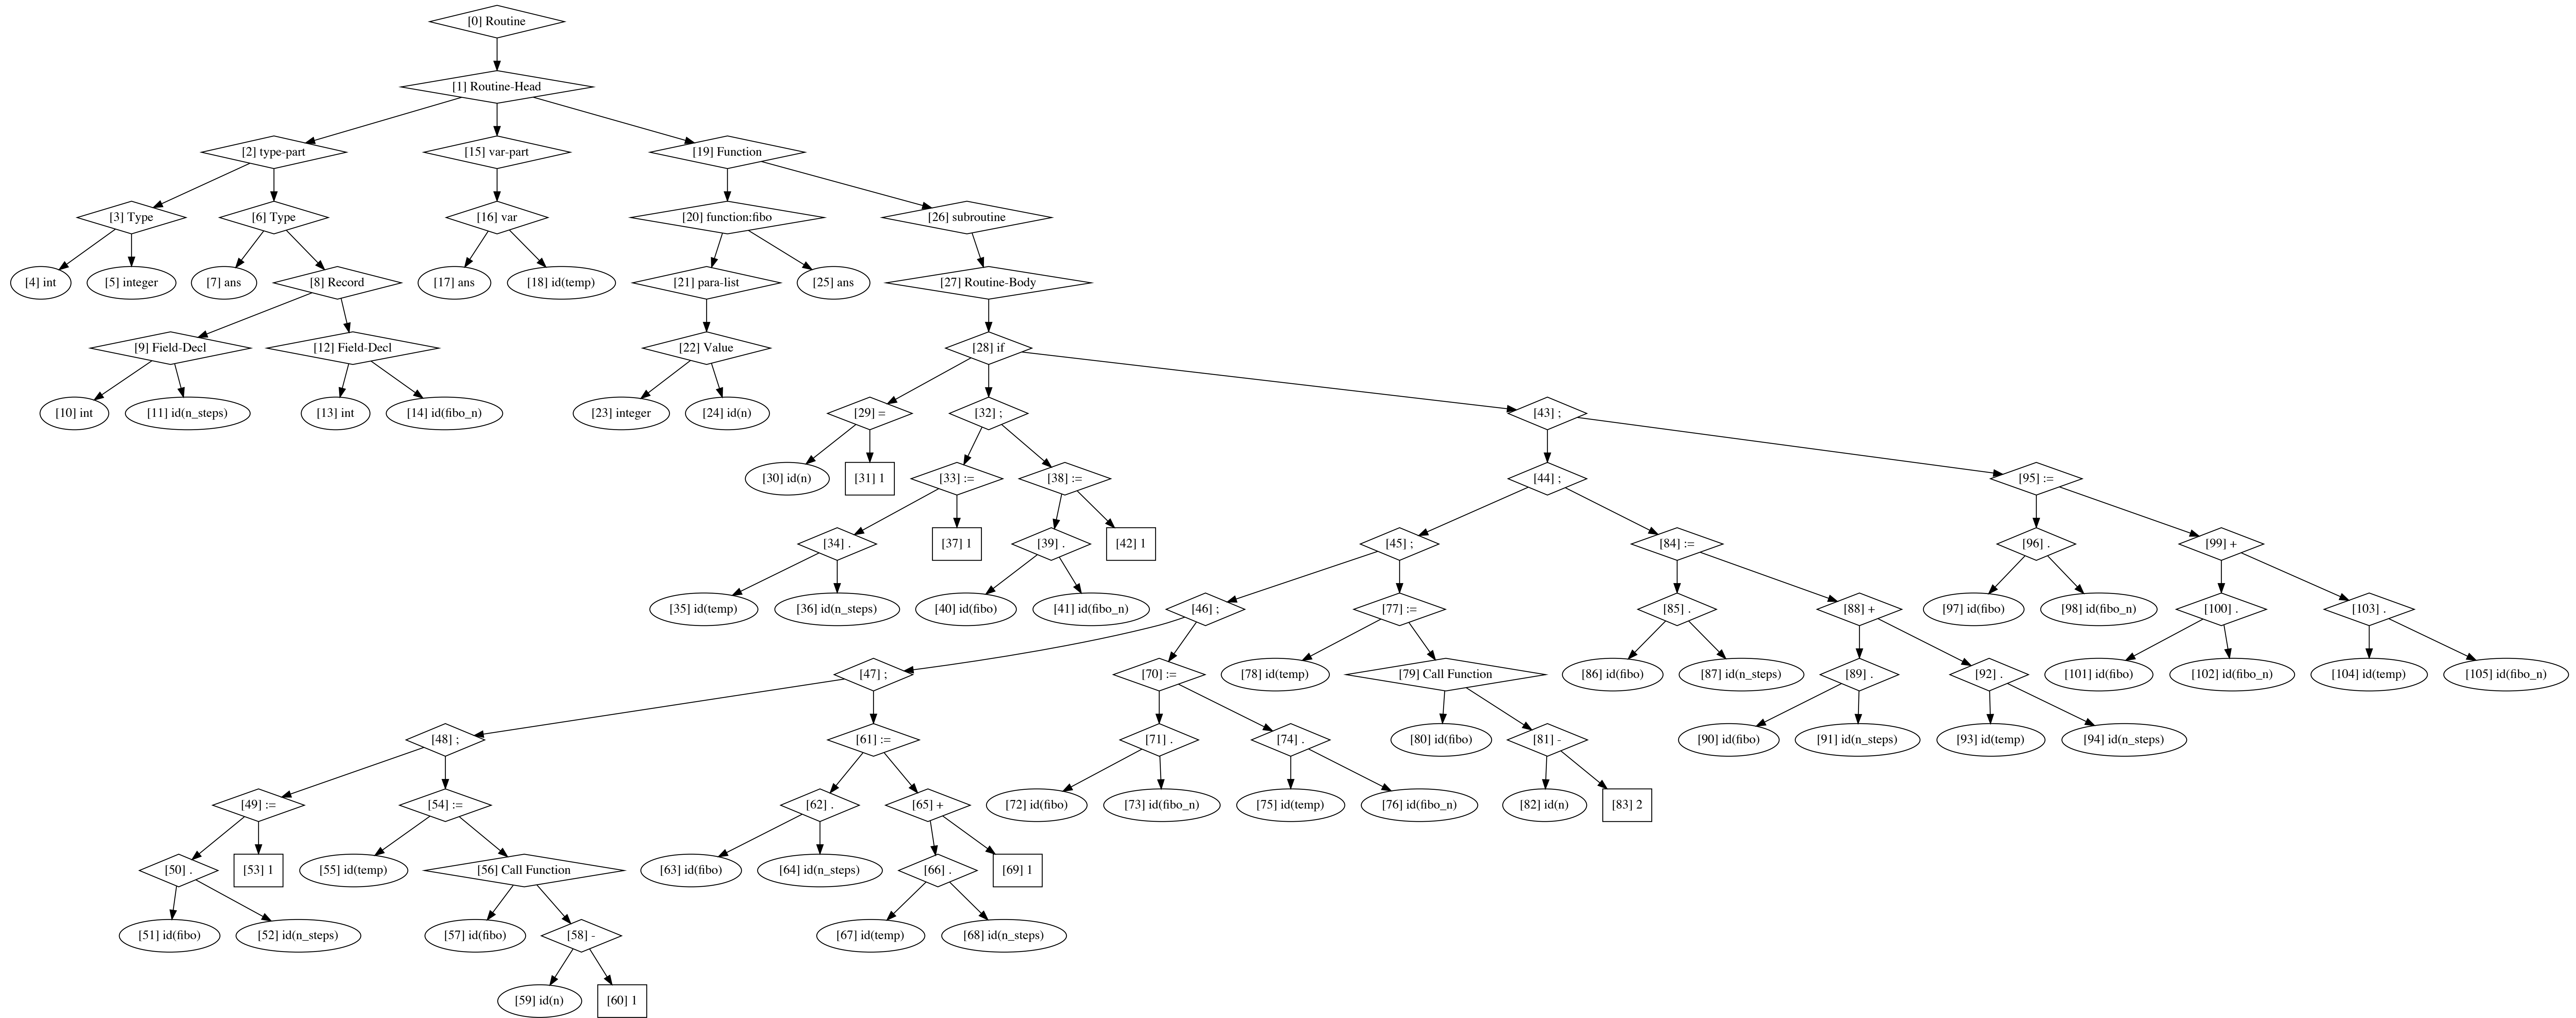 [0] Routine
[1] Routine-Head
[2] type-part
[15] var-part
[19] Function
[3] Type
[6] Type
[16] var
[20] function:fibo
[26] subroutine
[4] int
[5] integer
[7] ans
[8] Record
[17] ans
[18] id(temp)
[21] para-list
[25] ans
[27] Routine-Body
[9] Field-Decl
[12] Field-Decl
[22] Value
[28] if
[10] int
[11] id(n_steps)
[13] int
[14] id(fibo_n)
[23] integer
[24] id(n)
[29] =
[32] ;
[43] ;
[30] id(n)
[31] 1
[33] :=
[38] :=
[44] ;
[95] :=
[34] .
[37] 1
[39] .
[42] 1
[45] ;
[84] :=
[96] .
[99] +
[35] id(temp)
[36] id(n_steps)
[40] id(fibo)
[41] id(fibo_n)
[46] ;
[77] :=
[85] .
[88] +
[97] id(fibo)
[98] id(fibo_n)
[100] .
[103] .
[47] ;
[70] :=
[78] id(temp)
[79] Call Function
[86] id(fibo)
[87] id(n_steps)
[89] .
[92] .
[101] id(fibo)
[102] id(fibo_n)
[104] id(temp)
[105] id(fibo_n)
[48] ;
[61] :=
[71] .
[74] .
[80] id(fibo)
[81] -
[90] id(fibo)
[91] id(n_steps)
[93] id(temp)
[94] id(n_steps)
[49] :=
[54] :=
[62] .
[65] +
[72] id(fibo)
[73] id(fibo_n)
[75] id(temp)
[76] id(fibo_n)
[82] id(n)
[83] 2
[50] .
[53] 1
[55] id(temp)
[56] Call Function
[63] id(fibo)
[64] id(n_steps)
[66] .
[69] 1
[51] id(fibo)
[52] id(n_steps)
[57] id(fibo)
[58] -
[67] id(temp)
[68] id(n_steps)
[59] id(n)
[60] 1